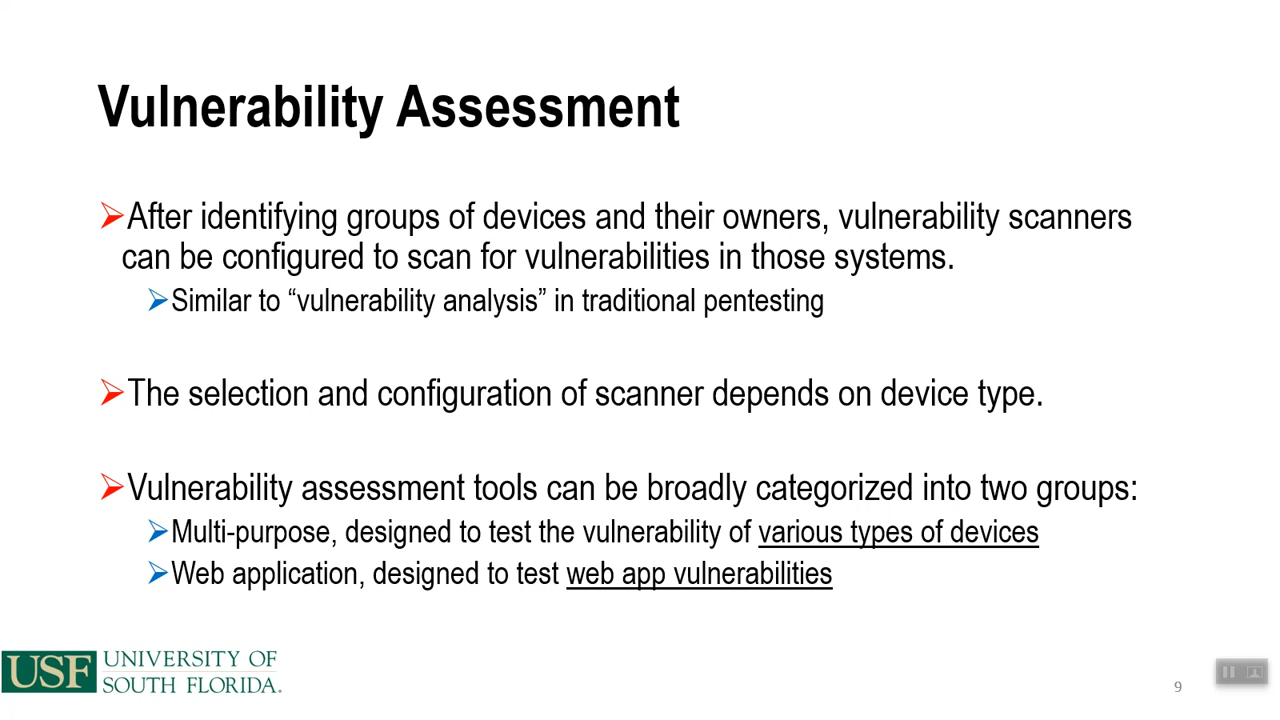 Vulnerability Assessment
After identifying groups of devices and their owners, vulnerability scanners
can be configured to scan for vulnerabilities in those systems.
Similar to “vulnerability analysis” in traditional pentesting
The selection and configuration of scanner depends on device type.
Vulnerability assessment tools can be broadly categorized into two groups:
Multi-purpose, designed to test the vulnerability of various types of devices
Web application, designed to test web app vulnerabilities
USF UNIVERSITY OF
SOUTH FLORIDA.
9